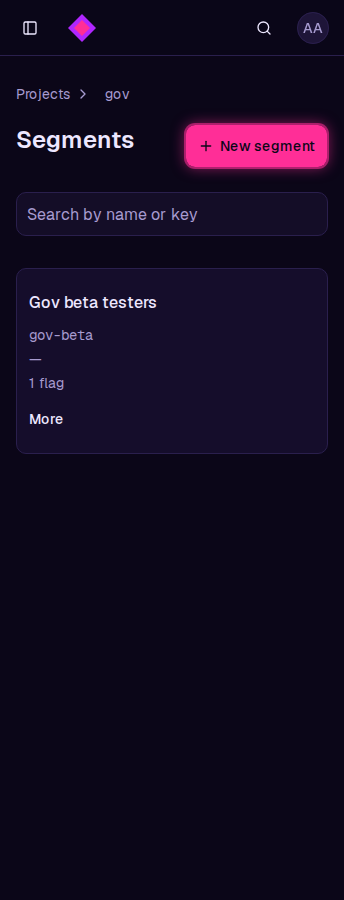 AA
Projects > gov
Segments
+ New segment
Search by name or key
Gov beta testers
gov-beta
—
1 flag
More